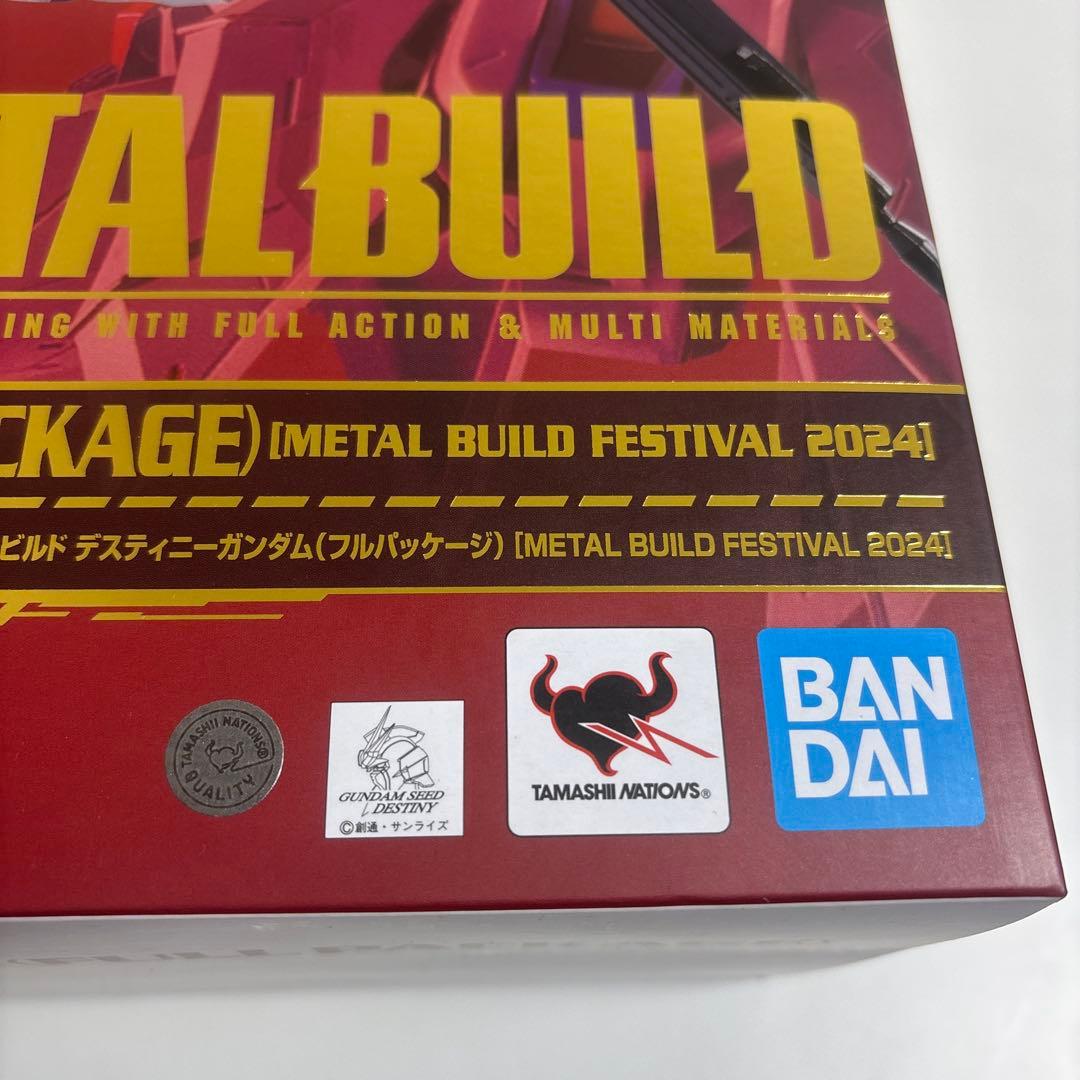 TALBUILD
ING WITH FULL ACTION & MULTI MATERIALS
CKAGE) [METAL BUILD FESTIVAL 2024]
ビルド デスティニーガンダム(フルパッケージ) [METAL BUILD FESTIVAL 2024]
TAMASHII NATIONS®
QUALITY
GUNDAM SEED
DESTINY
©創通・サンライズ
TAMASHII NATIONS®
BAN
DAI